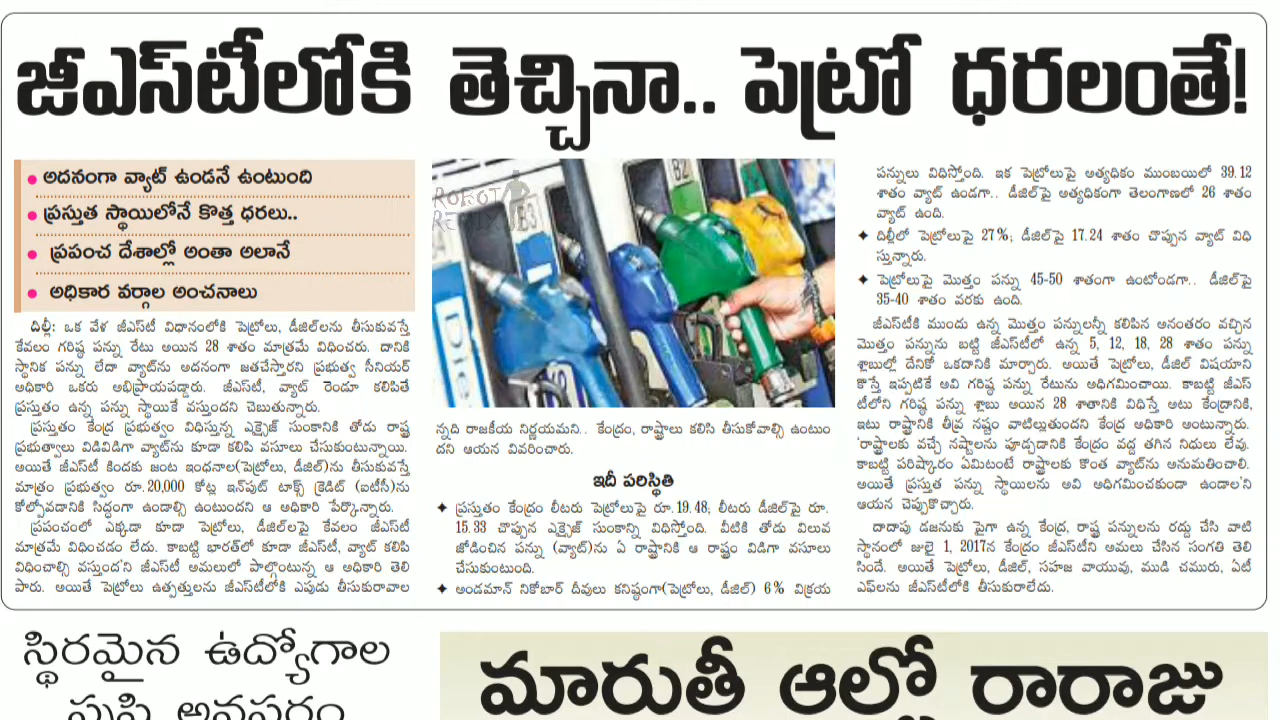 జీఎస్‌టీలోకి తెచ్చినా.. పెట్రో ధరలంతే!
• అదనంగా వ్యాట్ ఉండనే ఉంటుంది
• ప్రస్తుత స్థాయిలోనే కొత్త ధరలు..
• ప్రపంచ దేశాల్లో అంతా అలానే
• అధికార వర్గాల అంచనాలు
ఢిల్లీ: ఒక వేళ జీఎస్‌టీ విధానంలోకి పెట్రోలు, డీజిల్‌లను తీసుకువస్తే
కేవలం గరిష్ఠ పన్ను రేటు అయిన 28 శాతం మాత్రమే విధించరు. దానికి
స్థానిక పన్ను లేదా వ్యాట్‌ను అదనంగా జతచేస్తారని ప్రభుత్వ సీనియర్
అధికారి ఒకరు అభిప్రాయపడ్డారు. జీఎస్‌టీ, వ్యాట్ రెండూ కలిపితే
ప్రస్తుతం ఉన్న పన్ను స్థాయికే వస్తుందని చెబుతున్నారు.
ప్రస్తుతం కేంద్ర ప్రభుత్వం విధిస్తున్న ఎక్సైజ్ సుంకానికి తోడు రాష్ట్ర
ప్రభుత్వాలు విడివిడిగా వ్యాట్‌ను కూడా కలిపి వసూలు చేసుకుంటున్నాయి.
అయితే జీఎస్‌టీ కిందకు జంట ఇంధనాల(పెట్రోలు, డీజిల్)ను తీసుకువస్తే
మాత్రం ప్రభుత్వం రూ.20,000 కోట్ల ఇన్‌పుట్ టాక్స్ క్రెడిట్ (ఐటీసీ)ను
కోల్పోవడానికి సిద్ధంగా ఉండాల్సి ఉంటుందని ఆ అధికారి పేర్కొన్నారు.
ప్రపంచంలో ఎక్కడా కూడా పెట్రోలు, డీజిల్‌లపై కేవలం జీఎస్‌టీ
మాత్రమే విధించడం లేదు. కాబట్టి భారత్‌లో కూడా జీఎస్‌టీ, వ్యాట్ కలిపి
విధించాల్సి వస్తుంద'ని జీఎస్‌టీ అమలులో పాల్గొంటున్న ఆ అధికారి తెలి
పారు. అయితే పెట్రోలు ఉత్పత్తులను జీఎస్‌టీలోకి ఎపుడు తీసుకురావాల
ROBOT
REMIX
Die
న్నది రాజకీయ నిర్ణయమని.. కేంద్రం, రాష్ట్రాలు కలిసి తీసుకోవాల్సి ఉంటుం
దని ఆయన వివరించారు.
ఇదీ పరిస్థితి
✦ ప్రస్తుతం కేంద్రం లీటరు పెట్రోలుపై రూ.19.48; లీటరు డీజిల్‌పై రూ.
15.33 చొప్పున ఎక్సైజ్ సుంకాన్ని విధిస్తోంది. వీటికి తోడు విలువ
జోడించిన పన్ను (వ్యాట్)ను ఏ రాష్ట్రానికి ఆ రాష్ట్రం విడిగా వసూలు
చేసుకుంటుంది.
✦ అండమాన్ నికోబార్ దీవులు కనిష్ఠంగా(పెట్రోలు, డీజిల్) 6% విక్రయ
పన్నులు విధిస్తోంది. ఇక పెట్రోలుపై అత్యధికం ముంబయిలో 39.12
శాతం వ్యాట్ ఉండగా.. డీజిల్‌పై అత్యధికంగా తెలంగాణలో 26 శాతం
వ్యాట్ ఉంది.
✦ దిల్లీలో పెట్రోలుపై 27%; డీజిల్‌పై 17.24 శాతం చొప్పున వ్యాట్ విధి
స్తున్నారు.
✦ పెట్రోలుపై మొత్తం పన్ను 45-50 శాతంగా ఉంటోండగా.. డీజిల్‌పై
35-40 శాతం వరకు ఉంది.
జీఎస్‌టీకి ముందు ఉన్న మొత్తం పన్నులన్నీ కలిపిన అనంతరం వచ్చిన
మొత్తం పన్నును బట్టి జీఎస్‌టీలో ఉన్న 5, 12, 18, 28 శాతం పన్ను
శ్లాబుల్లో దేనికో ఒకదానికి మార్చారు. అయితే పెట్రోలు, డీజిల్ విషయాని
కొస్తే ఇప్పటికే అవి గరిష్ఠ పన్ను రేటును అధిగమించాయి. కాబట్టి జీఎస్
టీలోని గరిష్ఠ పన్ను శ్లాబు అయిన 28 శాతానికి విధిస్తే అటు కేంద్రానికి,
ఇటు రాష్ట్రానికి తీవ్ర నష్టం వాటిల్లుతుందని కేంద్ర అధికారి అంటున్నారు.
'రాష్ట్రాలకు వచ్చే నష్టాలను పూడ్చడానికి కేంద్రం వద్ద తగిన నిధులు లేవు.
కాబట్టి పరిష్కారం ఏమిటంటే రాష్ట్రాలకు కొంత వ్యాట్‌ను అనుమతించాలి.
అయితే ప్రస్తుత పన్ను స్థాయిలను అవి అధిగమించకుండా ఉండాల'ని
ఆయన చెప్పుకొచ్చారు.
దాదాపు డజనుకు పైగా ఉన్న కేంద్ర, రాష్ట్ర పన్నులను రద్దు చేసి వాటి
స్థానంలో జులై 1, 2017న కేంద్రం జీఎస్‌టీని అమలు చేసిన సంగతి తెలి
సిందే. అయితే పెట్రోలు, డీజిల్, సహజ వాయువు, ముడి చమురు, ఏటీ
ఎఫ్‌లను జీఎస్‌టీలోకి తీసుకురాలేదు.
స్థిరమైన ఉద్యోగాల
మారుతీ ఆల్టో రారాజు